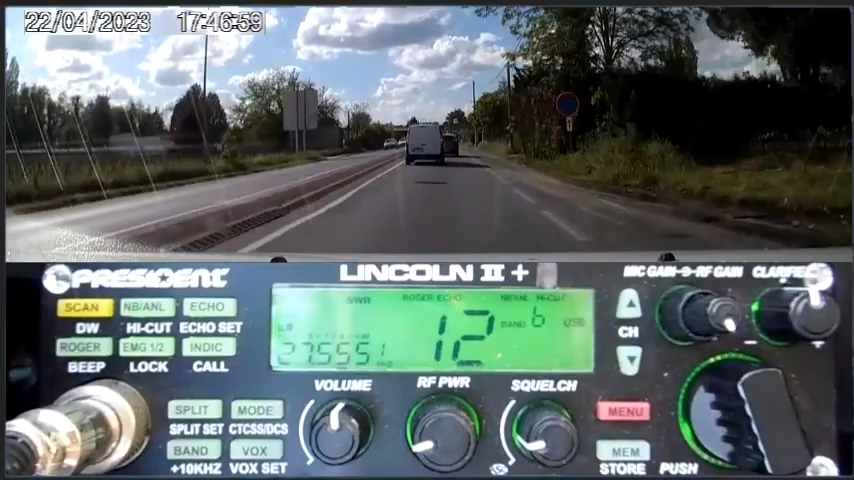 22/04/2023 17:46:59
PRESIDENT LINCOLN II + MIC GAIN RF GAIN CLARIFIER
SCAN NB/ANL ECHO
DW HI-CUT ECHO SET
ROGER EMG 1/2 INDIC
BEEP LOCK CALL
SWR ROGER ECHO NB/ANL HI-CUT
12 BAND b USB
27.555
CH
VOLUME RF PWR SQUELCH
SPLIT MODE MENU
SPLIT SET CTCSS/DCS
BAND VOX MEM
+10KHZ VOX SET STORE PUSH